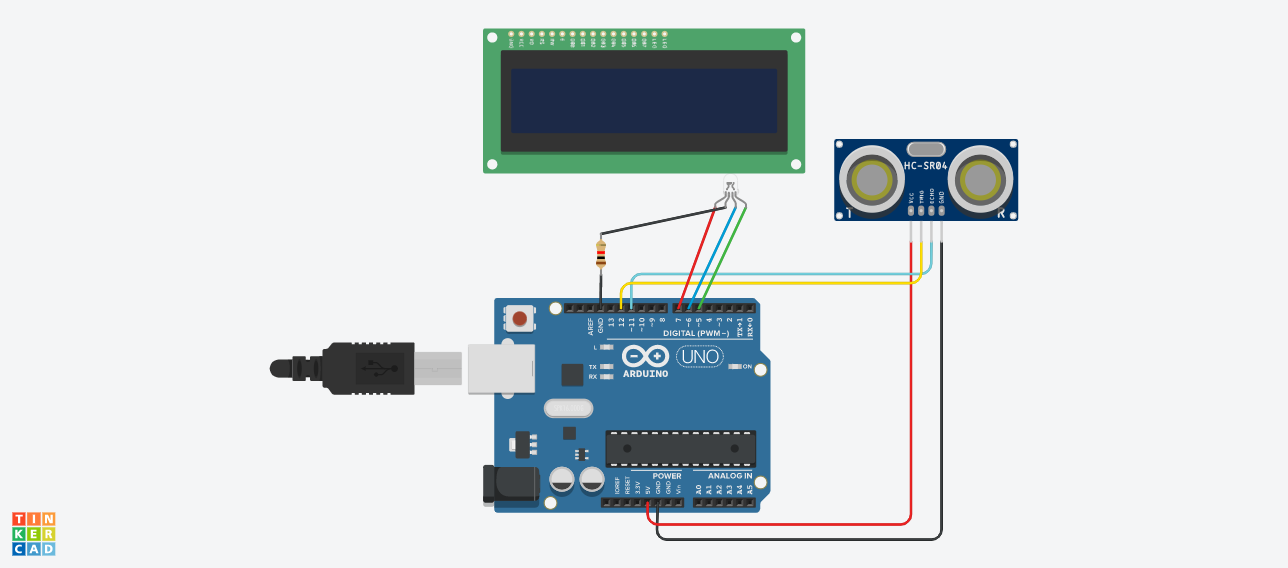 HC-SR04
VCC
TRIG
ECHO
GND
T
R
AREF
GND
13
12
~11
~10
~9
8
7
~6
~5
4
~3
2
TX→1
RX←0
DIGITAL (PWM~)
L
TX
RX
ARDUINO
UNO
ON
POWER
ANALOG IN
IOREF
RESET
3.3V
5V
GND
GND
Vin
A0
A1
A2
A3
A4
A5
TIN
KER
CAD